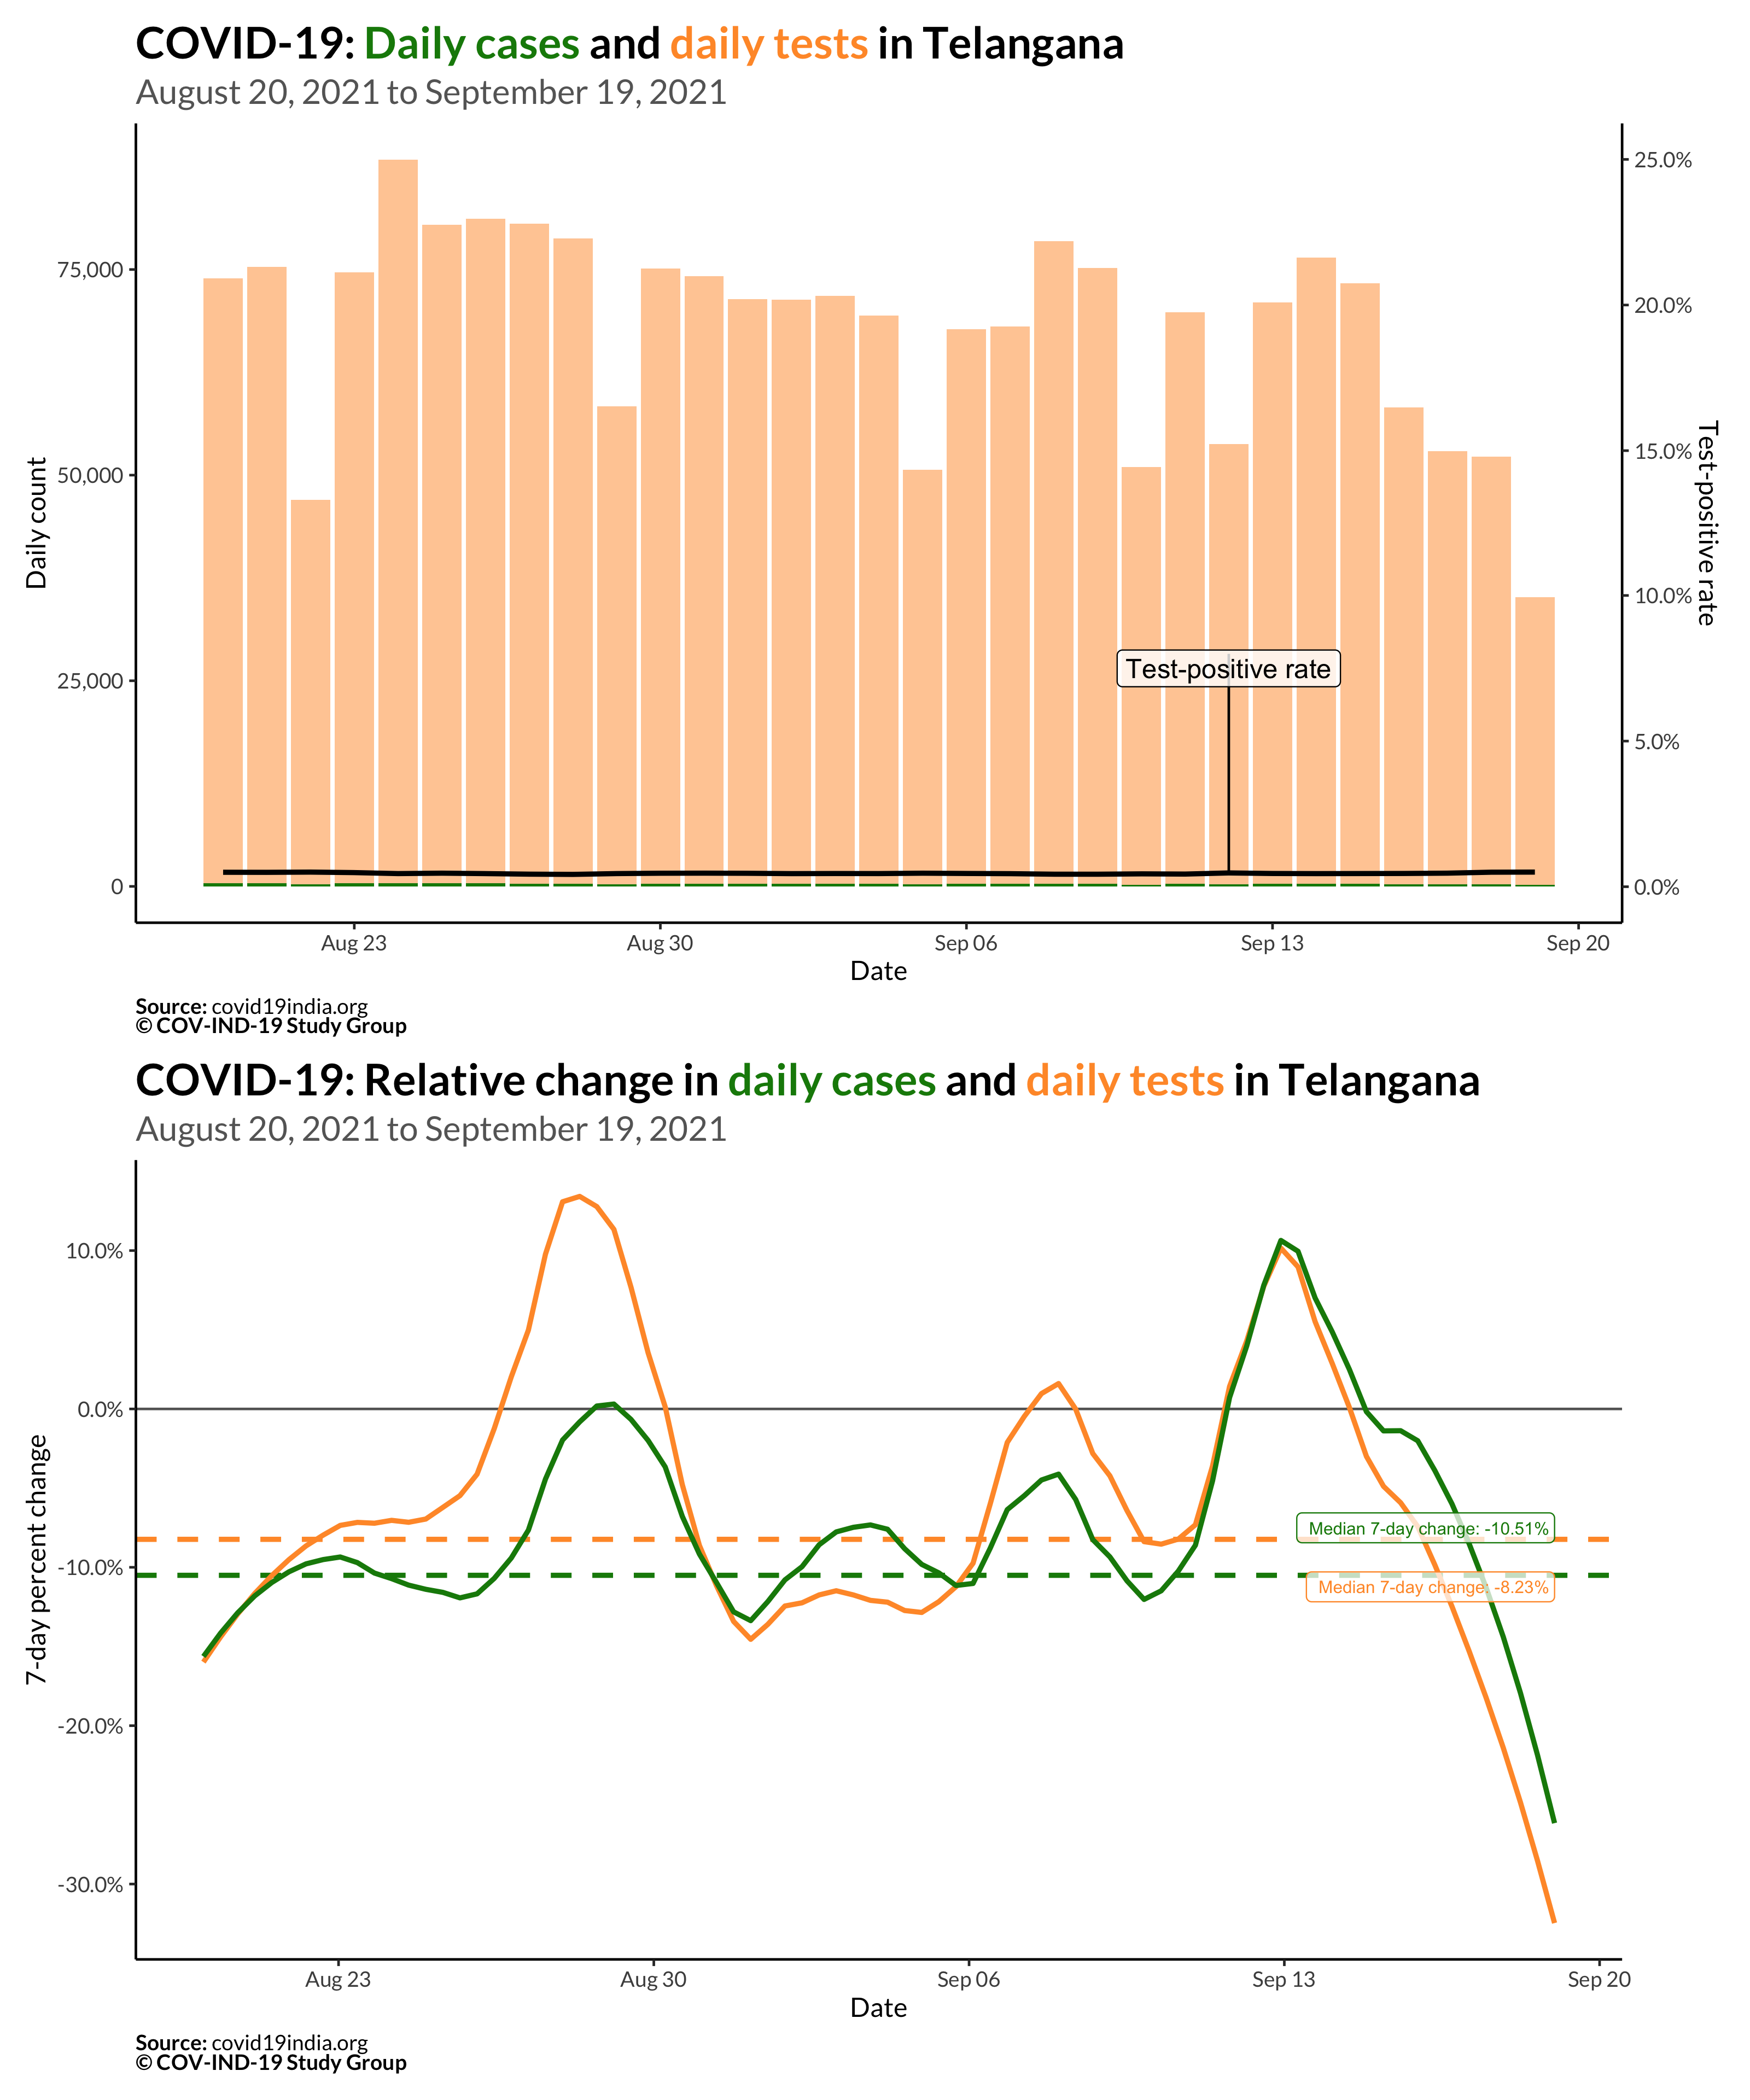 COVID-19: Daily cases and daily tests in Telangana
August 20, 2021 to September 19, 2021
75,000
50,000
25,000
0
Daily count
25.0%
20.0%
15.0%
10.0%
5.0%
0.0%
Test-positive rate
Test-positive rate
Aug 23
Aug 30
Sep 06
Sep 13
Sep 20
Date
Source: covid19india.org
© COV-IND-19 Study Group
COVID-19: Relative change in daily cases and daily tests in Telangana
August 20, 2021 to September 19, 2021
10.0%
0.0%
-10.0%
-20.0%
-30.0%
7-day percent change
Median 7-day change: -10.51%
Median 7-day change: -8.23%
Aug 23
Aug 30
Sep 06
Sep 13
Sep 20
Date
Source: covid19india.org
© COV-IND-19 Study Group